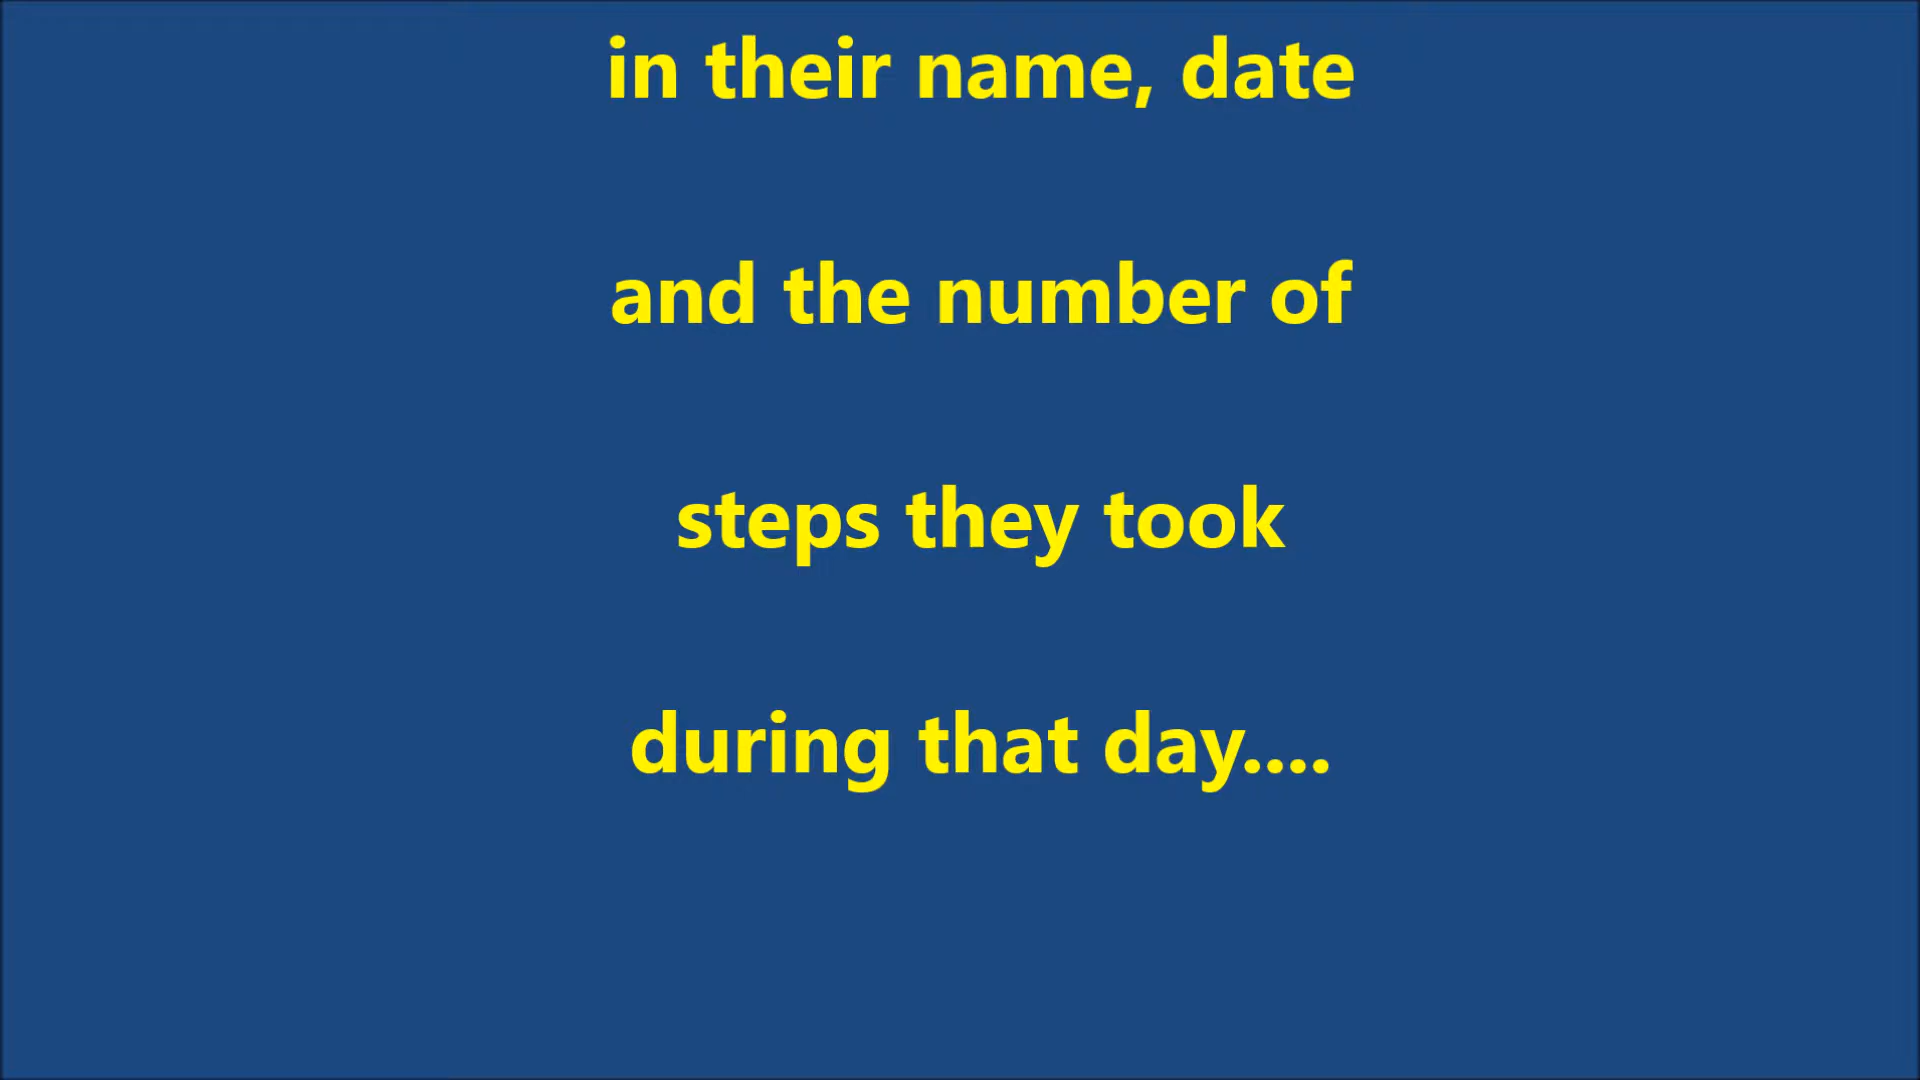 in their name, date
and the number of
steps they took
during that day....